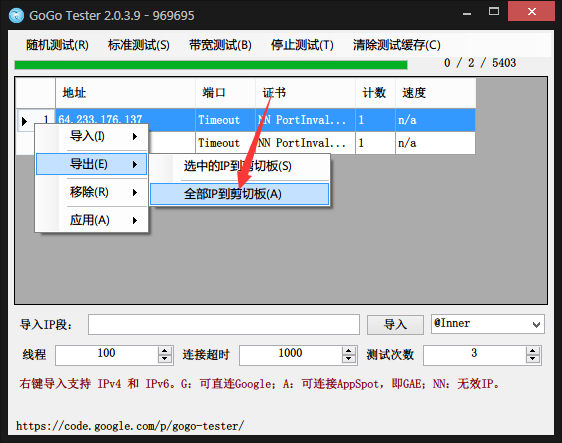 GoGo Tester 2.0.3.9 - 969695
随机测试(R) 标准测试(S) 带宽测试(B) 停止测试(T) 清除测试缓存(C)
0 / 2 / 5403
地址 端口 证书 计数 速度
1 64.233.176.137 Timeout NN PortInval... 1 n/a
Timeout NN PortInval... 1 n/a
导入(I)
导出(E)
移除(R)
应用(A)
选中的IP到剪切板(S)
全部IP到剪切板(A)
导入IP段: 导入 @Inner
线程 100 连接超时 1000 测试次数 3
右键导入支持 IPv4 和 IPv6。G: 可直连Google; A: 可连接AppSpot, 即GAE; NN: 无效IP。
https://code.google.com/p/gogo-tester/